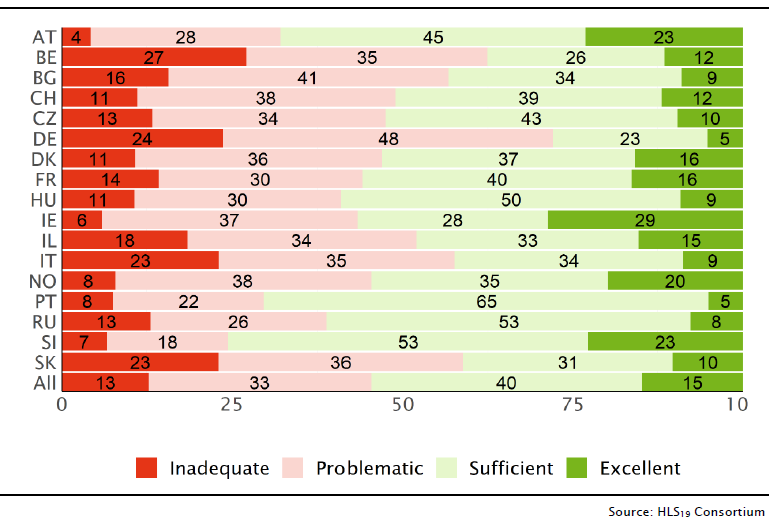 AT 4 28 45 23
BE 27 35 26 12
BG 16 41 34 9
CH 11 38 39 12
CZ 13 34 43 10
DE 24 48 23 5
DK 11 36 37 16
FR 14 30 40 16
HU 11 30 50 9
IE 6 37 28 29
IL 18 34 33 15
IT 23 35 34 9
NO 8 38 35 20
PT 8 22 65 5
RU 13 26 53 8
SI 7 18 53 23
SK 23 36 31 10
All 13 33 40 15
0 25 50 75 10
Inadequate Problematic Sufficient Excellent
Source: HLS₁₉ Consortium